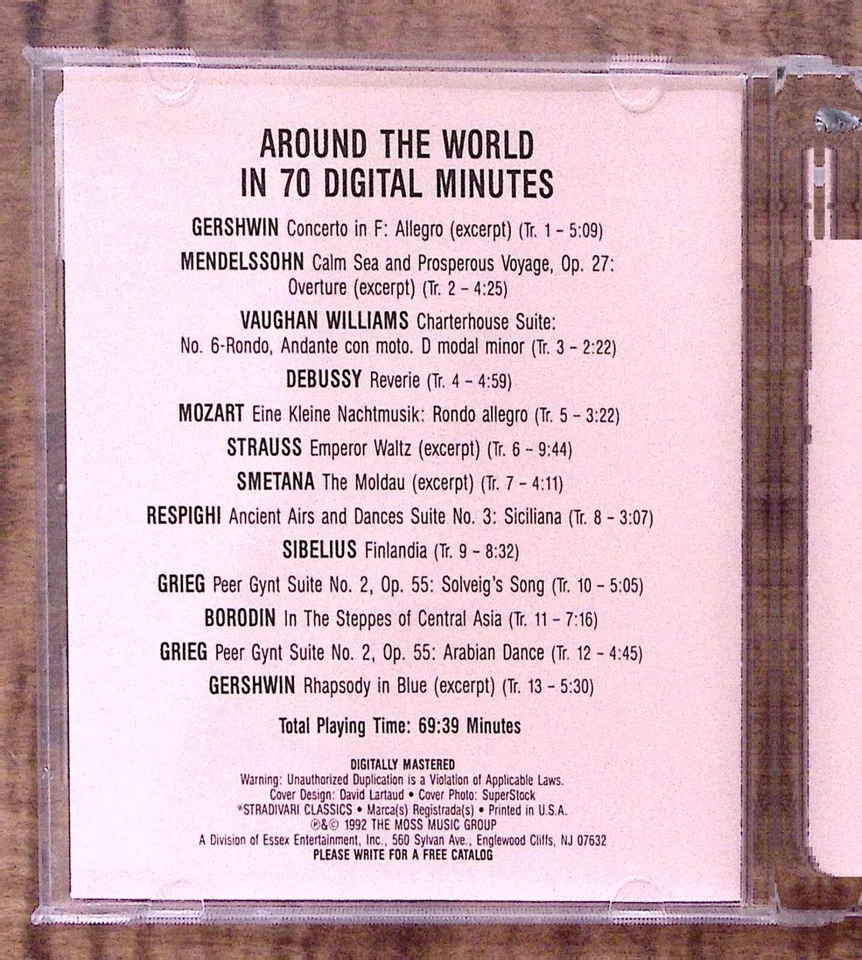 AROUND THE WORLD
IN 70 DIGITAL MINUTES
GERSHWIN Concerto in F: Allegro (excerpt) (Tr. 1 – 5:09)
MENDELSSOHN Calm Sea and Prosperous Voyage, Op. 27:
Overture (excerpt) (Tr. 2 – 4:25)
VAUGHAN WILLIAMS Charterhouse Suite:
No. 6-Rondo, Andante con moto. D modal minor (Tr. 3 – 2:22)
DEBUSSY Reverie (Tr. 4 – 4:59)
MOZART Eine Kleine Nachtmusik: Rondo allegro (Tr. 5 – 3:22)
STRAUSS Emperor Waltz (excerpt) (Tr. 6 – 9:44)
SMETANA The Moldau (excerpt) (Tr. 7 – 4:11)
RESPIGHI Ancient Airs and Dances Suite No. 3: Siciliana (Tr. 8 – 3:07)
SIBELIUS Finlandia (Tr. 9 – 8:32)
GRIEG Peer Gynt Suite No. 2, Op. 55: Solveig's Song (Tr. 10 – 5:05)
BORODIN In The Steppes of Central Asia (Tr. 11 – 7:16)
GRIEG Peer Gynt Suite No. 2, Op. 55: Arabian Dance (Tr. 12 – 4:45)
GERSHWIN Rhapsody in Blue (excerpt) (Tr. 13 – 5:30)
Total Playing Time: 69:39 Minutes
DIGITALLY MASTERED
Warning: Unauthorized Duplication is a Violation of Applicable Laws.
Cover Design: David Lartaud • Cover Photo: SuperStock
*STRADIVARI CLASSICS • Marca(s) Registrada(s) • Printed in U.S.A.
℗&© 1992 THE MOSS MUSIC GROUP
A Division of Essex Entertainment, Inc., 560 Sylvan Ave., Englewood Cliffs, NJ 07632
PLEASE WRITE FOR A FREE CATALOG